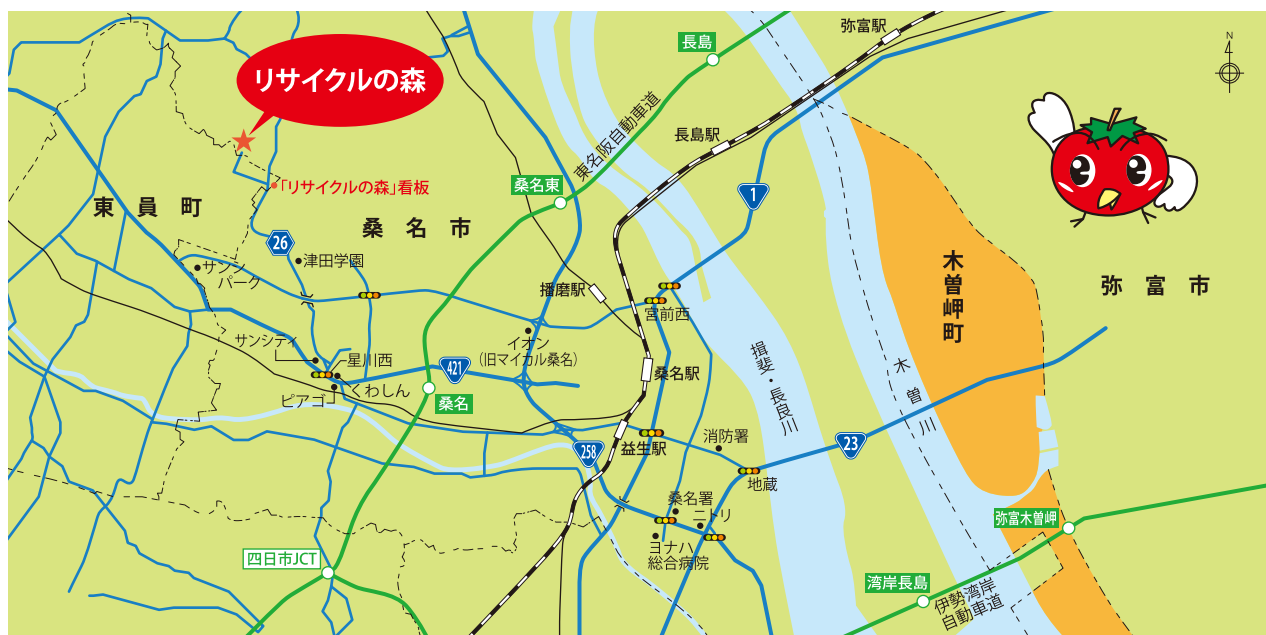 弥富駅
N
長島
リサイクルの森
長島駅
東名阪自動車道
「リサイクルの森」看板
桑名東
1
東員町
桑名市
26
津田学園
木曽岬町
弥富市
サンシ
パーク
播磨駅
宮前西
サンシティ
イオン
(旧マイカル桑名)
星川西
421
桑名駅
揖斐・長良川
木曽川
くわしん
ピアゴ
桑名
消防署
23
258
益生駅
地蔵
桑名署
ニトリ
弥富木曽岬
ヨナハ
総合病院
四日市JCT
湾岸長島
伊勢湾岸
自動車道